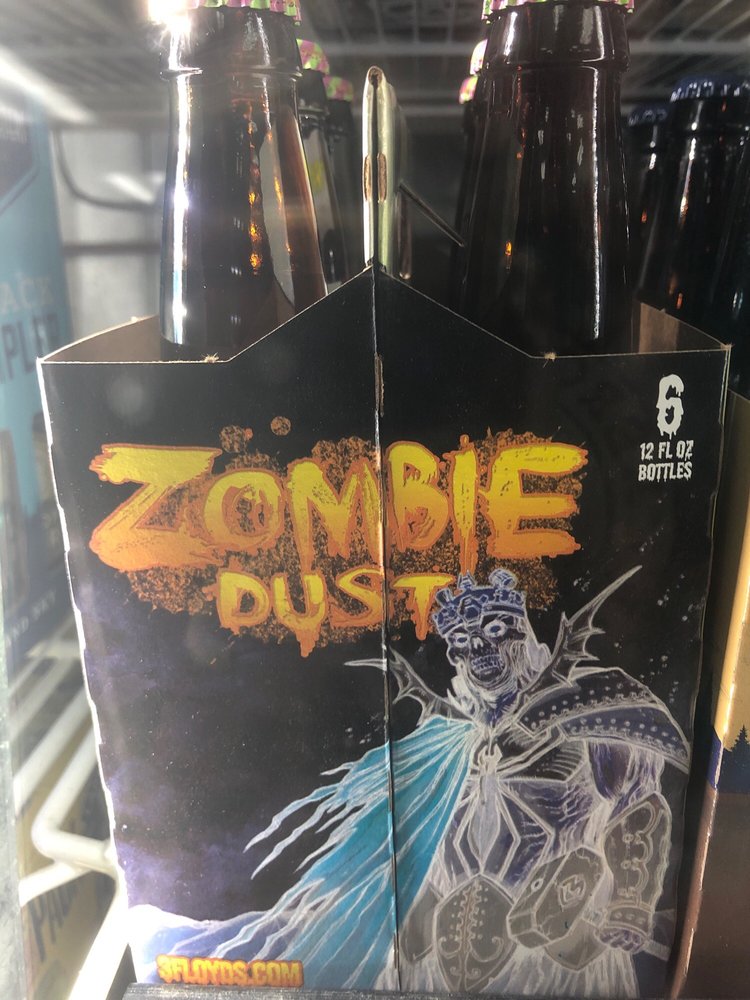 6
12 FL OZ
BOTTLES
ZOMBIE
DUST
3FLOYDS.COM